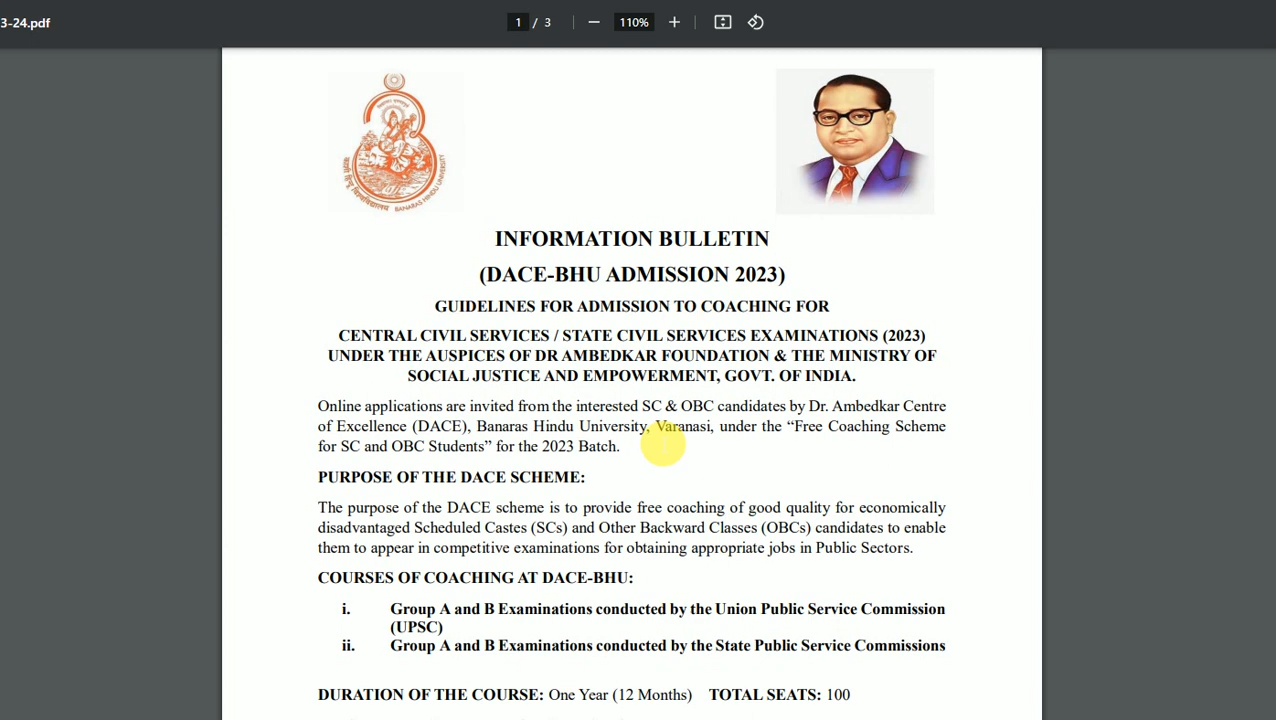 3-24.pdf
1 / 3
110%
BANARAS HINDU UNIVERSITY
INFORMATION BULLETIN
(DACE-BHU ADMISSION 2023)
GUIDELINES FOR ADMISSION TO COACHING FOR
CENTRAL CIVIL SERVICES / STATE CIVIL SERVICES EXAMINATIONS (2023)
UNDER THE AUSPICES OF DR AMBEDKAR FOUNDATION & THE MINISTRY OF
SOCIAL JUSTICE AND EMPOWERMENT, GOVT. OF INDIA.
Online applications are invited from the interested SC & OBC candidates by Dr. Ambedkar Centre
of Excellence (DACE), Banaras Hindu University, Varanasi, under the “Free Coaching Scheme
for SC and OBC Students” for the 2023 Batch.
PURPOSE OF THE DACE SCHEME:
The purpose of the DACE scheme is to provide free coaching of good quality for economically
disadvantaged Scheduled Castes (SCs) and Other Backward Classes (OBCs) candidates to enable
them to appear in competitive examinations for obtaining appropriate jobs in Public Sectors.
COURSES OF COACHING AT DACE-BHU:
i. Group A and B Examinations conducted by the Union Public Service Commission
(UPSC)
ii. Group A and B Examinations conducted by the State Public Service Commissions
DURATION OF THE COURSE: One Year (12 Months) TOTAL SEATS: 100